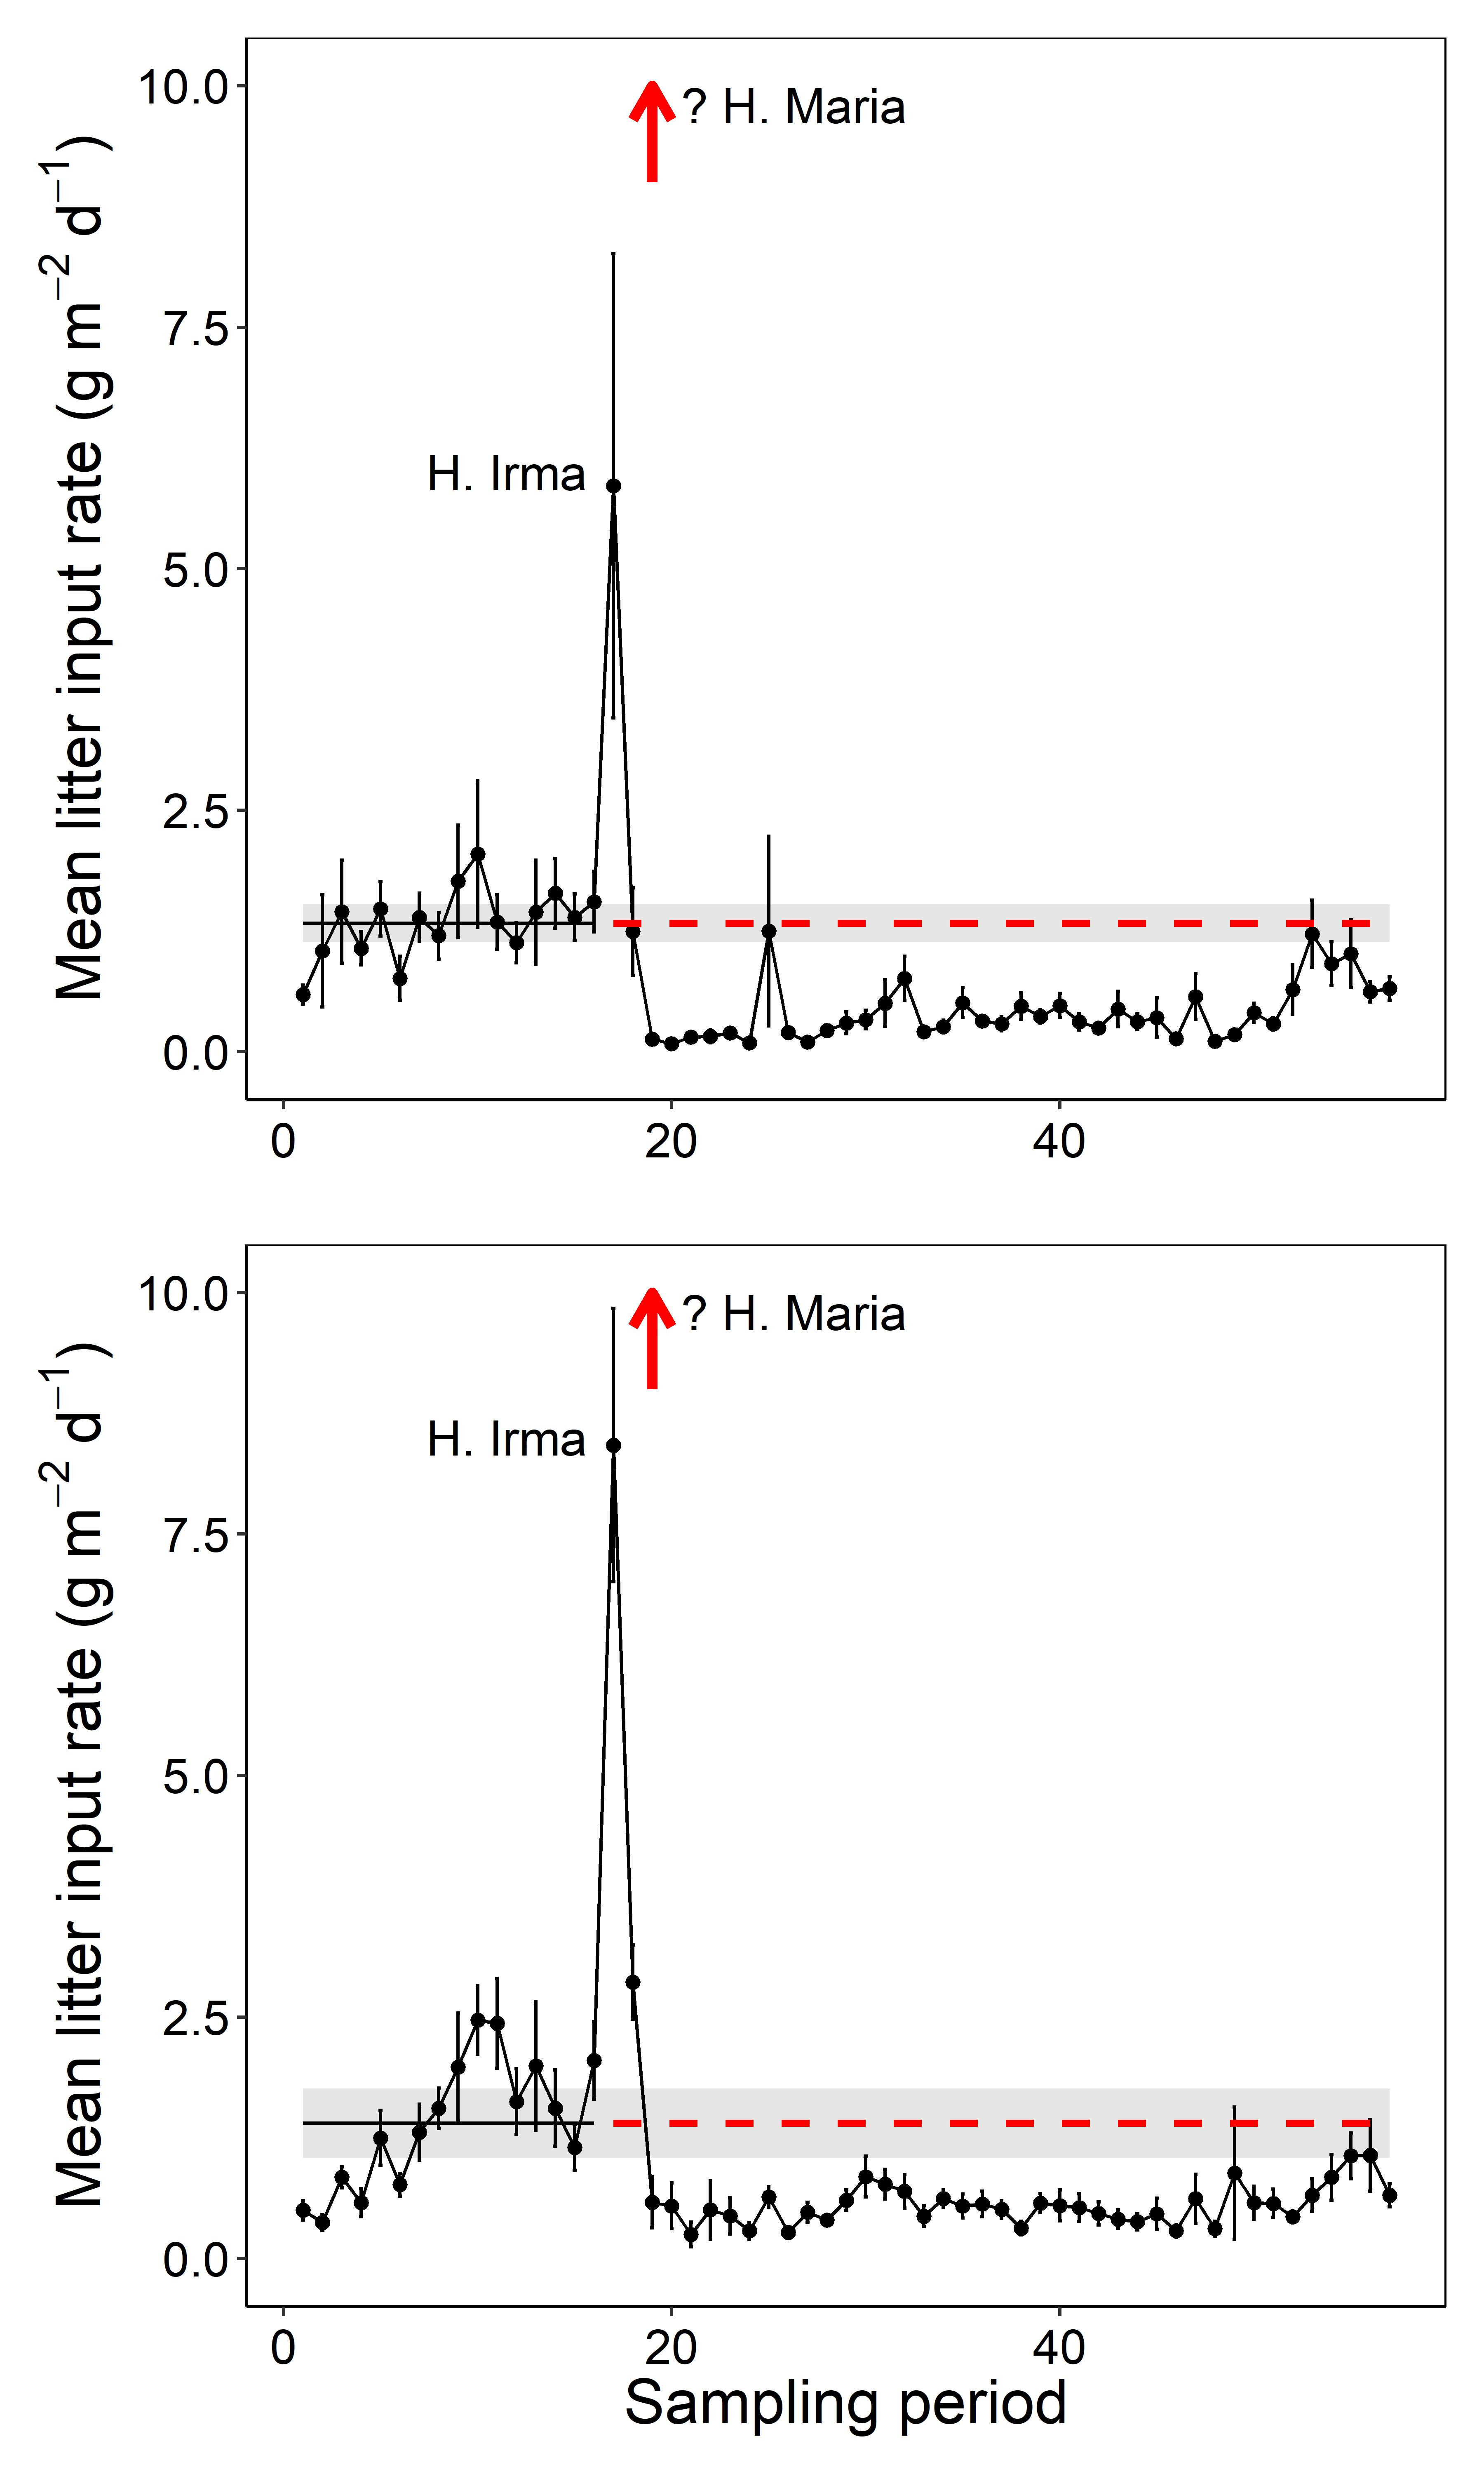 Mean litter input rate (g m⁻² d⁻¹)
10.0
7.5
5.0
2.5
0.0
? H. Maria
H. Irma
0
20
40
Mean litter input rate (g m⁻² d⁻¹)
10.0
7.5
5.0
2.5
0.0
? H. Maria
H. Irma
0
20
40
Sampling period